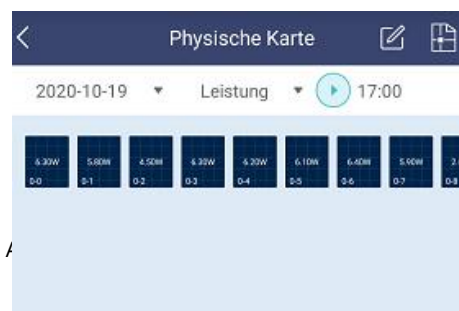 Physische Karte
2020-10-19 Leistung 17:00
6.30W 5.80W 4.50W 6.30W 6.20W 6.10W 6.40W 5.90W
0-0 0-1 0-2 0-3 0-4 0-5 0-6 0-7 0-8